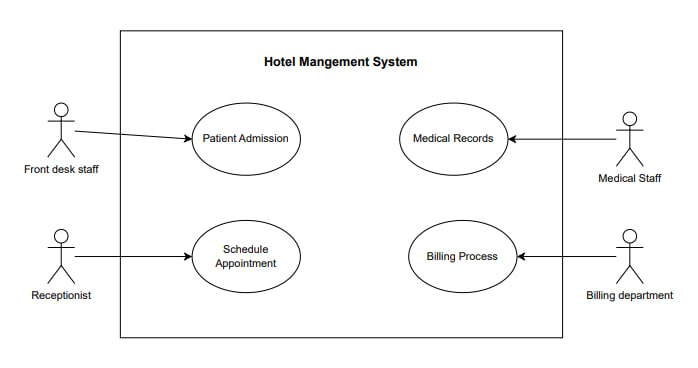 Hotel Mangement System
Patient Admission
Medical Records
Front desk staff
Medical Staff
Schedule
Appointment
Billing Process
Receptionist
Billing department